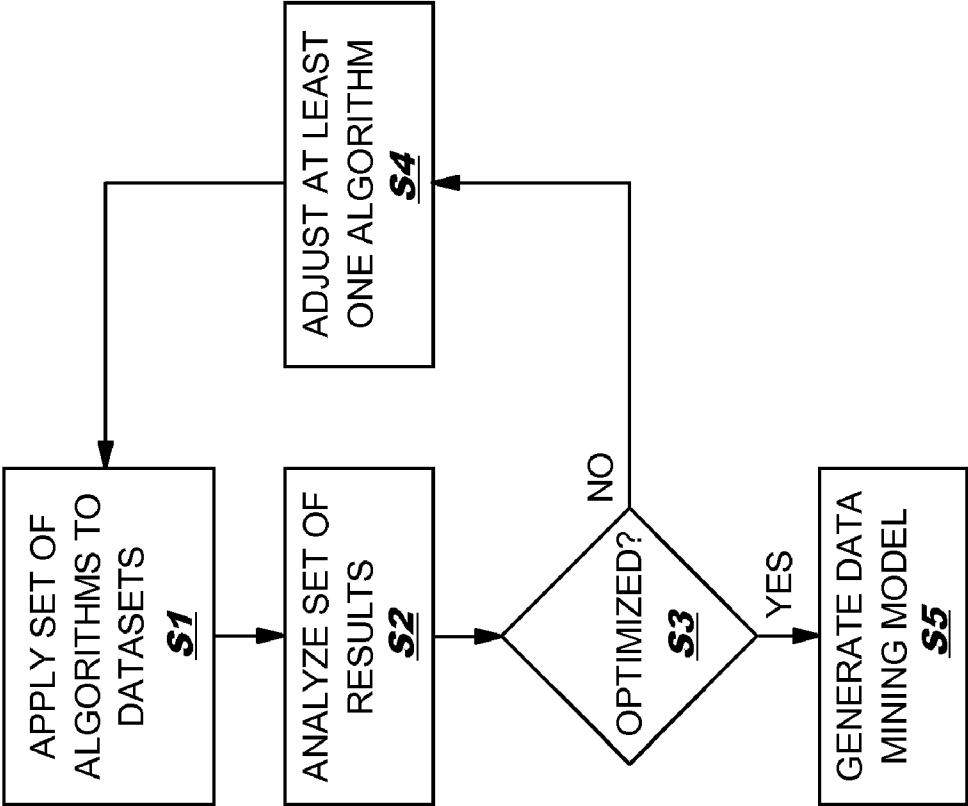 APPLY SET OF
ALGORITHMS TO
DATASETS
S1
ANALYZE SET OF
RESULTS
S2
OPTIMIZED?
S3
NO
YES
ADJUST AT LEAST
ONE ALGORITHM
S4
GENERATE DATA
MINING MODEL
S5